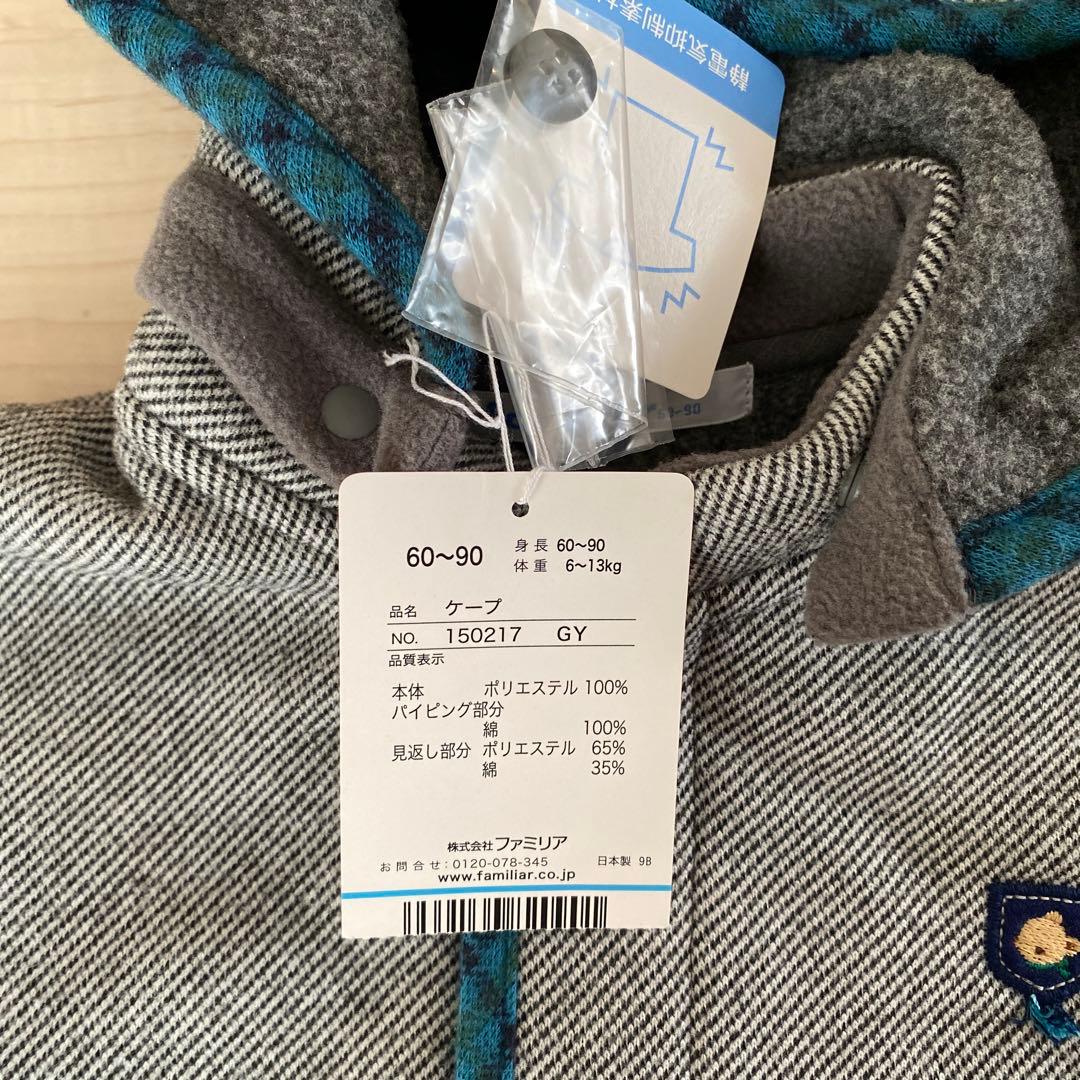 静電気抑制素材
60~90
60〜90 身長 60〜90
体重 6〜13kg
品名 ケープ
NO. 150217 GY
品質表示
本体 ポリエステル 100%
パイピング部分
綿 100%
見返し部分 ポリエステル 65%
綿 35%
株式会社ファミリア
お問合せ:0120-078-345 日本製 9B
www.familiar.co.jp